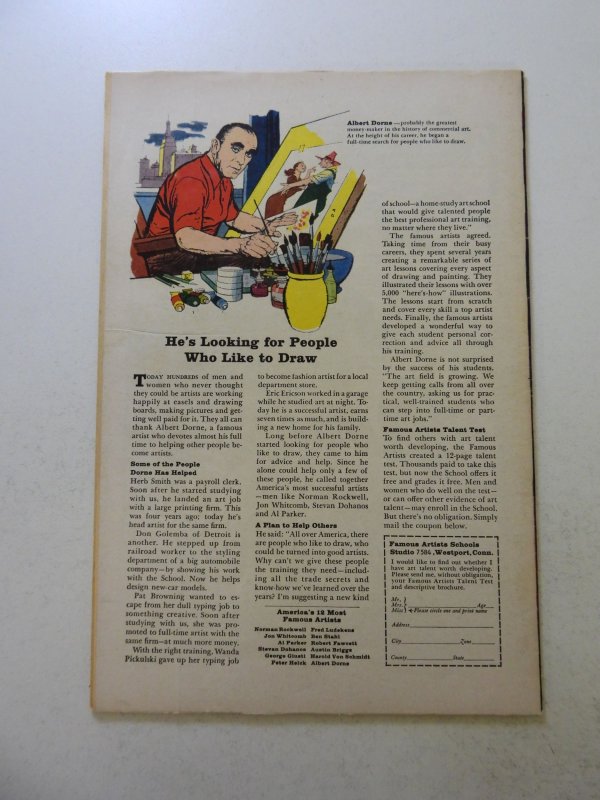 Albert Dorne—probably the greatest
money-maker in the history of commercial art.
At the height of his career, he began a
full-time search for people who like to draw.
He's Looking for People
Who Like to Draw
TODAY HUNDREDS of men and
women who never thought
they could be artists are working
happily at easels and drawing
boards, making pictures and get-
ting well paid for it. They all can
thank Albert Dorne, a famous
artist who devotes almost his full
time to helping other people be-
come artists.
Some of the People
Dorne Has Helped
Herb Smith was a payroll clerk.
Soon after he started studying
with us, he landed an art job
with a large printing firm. This
was four years ago: today he's
head artist for the same firm.
Don Golemba of Detroit is
another. He stepped up from
railroad worker to the styling
department of a big automobile
company—by showing his work
with the School. Now he helps
design new-car models.
Pat Browning wanted to es-
cape from her dull typing job to
something creative. Soon after
studying with us, she was pro-
moted to full-time artist with the
same firm—at much more money.
With the right training, Wanda
Pickulski gave up her typing job
to become fashion artist for a local
department store.
Eric Ericson worked in a garage
while he studied art at night. To-
day he is a successful artist, earns
seven times as much, and is build-
ing a new home for his family.
Long before Albert Dorne
started looking for people who
like to draw, they came to him
for advice and help. Since he
alone could help only a few of
these people, he called together
America's most successful artists
—men like Norman Rockwell,
Jon Whitcomb, Stevan Dohanos
and Al Parker.
A Plan to Help Others
He said: "All over America, there
are people who like to draw, who
could be turned into good artists.
Why can't we give these people
the training they need—includ-
ing all the trade secrets and
know-how we've learned over the
years? I'm suggesting a new kind
America's 12 Most
Famous Artists
Norman Rockwell Fred Ludekens
Jon Whitcomb Ben Stahl
Al Parker Robert Fawcett
Stevan Dohanos Austin Briggs
George Giusti Harold Von Schmidt
Peter Helck Albert Dorne
of school—a home-study art school
that would give talented people
the best professional art training,
no matter where they live."
The famous artists agreed.
Taking time from their busy
careers, they spent several years
creating a remarkable series of
art lessons covering every aspect
of drawing and painting. They
illustrated their lessons with over
5,000 "here's-how" illustrations.
The lessons start from scratch
and cover every skill a top artist
needs. Finally, the famous artists
developed a wonderful way to
give each student personal cor-
rection and advice all through
his training.
Albert Dorne is not surprised
by the success of his students.
"The art field is growing. We
keep getting calls from all over
the country, asking us for prac-
tical, well-trained students who
can step into full-time or part-
time art jobs."
Famous Artists Talent Test
To find others with art talent
worth developing, the Famous
Artists created a 12-page talent
test. Thousands paid to take this
test, but now the School offers it
free and grades it free. Men and
women who do well on the test—
or can offer other evidence of art
talent—may enroll in the School.
But there's no obligation. Simply
mail the coupon below.
Famous Artists Schools
Studio 7584, Westport, Conn.
I would like to find out whether I
have art talent worth developing.
Please send me, without obligation,
your Famous Artists Talent Test
and descriptive brochure.
Mr.
Mrs. Age
Miss Please circle one and print name
Address
City Zone
County State